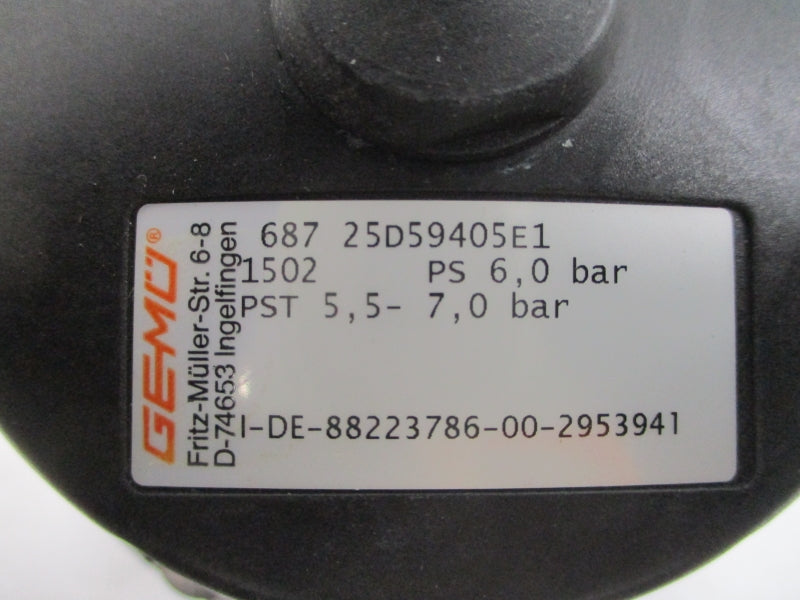 GEMÜ®
Fritz-Müller-Str. 6-8
D-74653 Ingelfingen
687 25D59405E1
1502 PS 6,0 bar
PST 5,5- 7,0 bar
I-DE-88223786-00-2953941